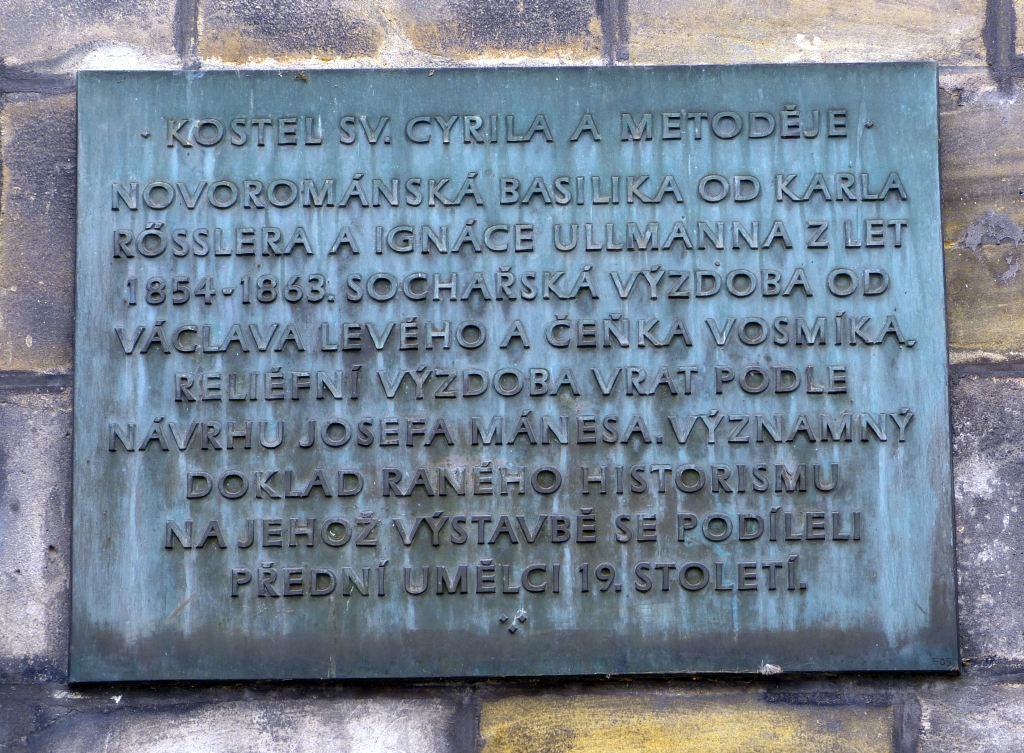 · KOSTEL SV. CYRILA A METODĚJE ·
NOVOROMÁNSKÁ BASILIKA OD KARLA
RŐSSLERA A IGNÁCE ULLMANNA Z LET
1854-1863. SOCHAŘSKÁ VÝZDOBA OD
VÁCLAVA LEVÉHO A ČEŇKA VOSMÍKA,
RELIÉFNÍ VÝZDOBA VRAT PODLE
NÁVRHU JOSEFA MÁNESA. VÝZNAMNÝ
DOKLAD RANÉHO HISTORISMU
NA JEHOŽ VÝSTAVBĚ SE PODÍLELI
PŘEDNÍ UMĚLCI 19. STOLETÍ.